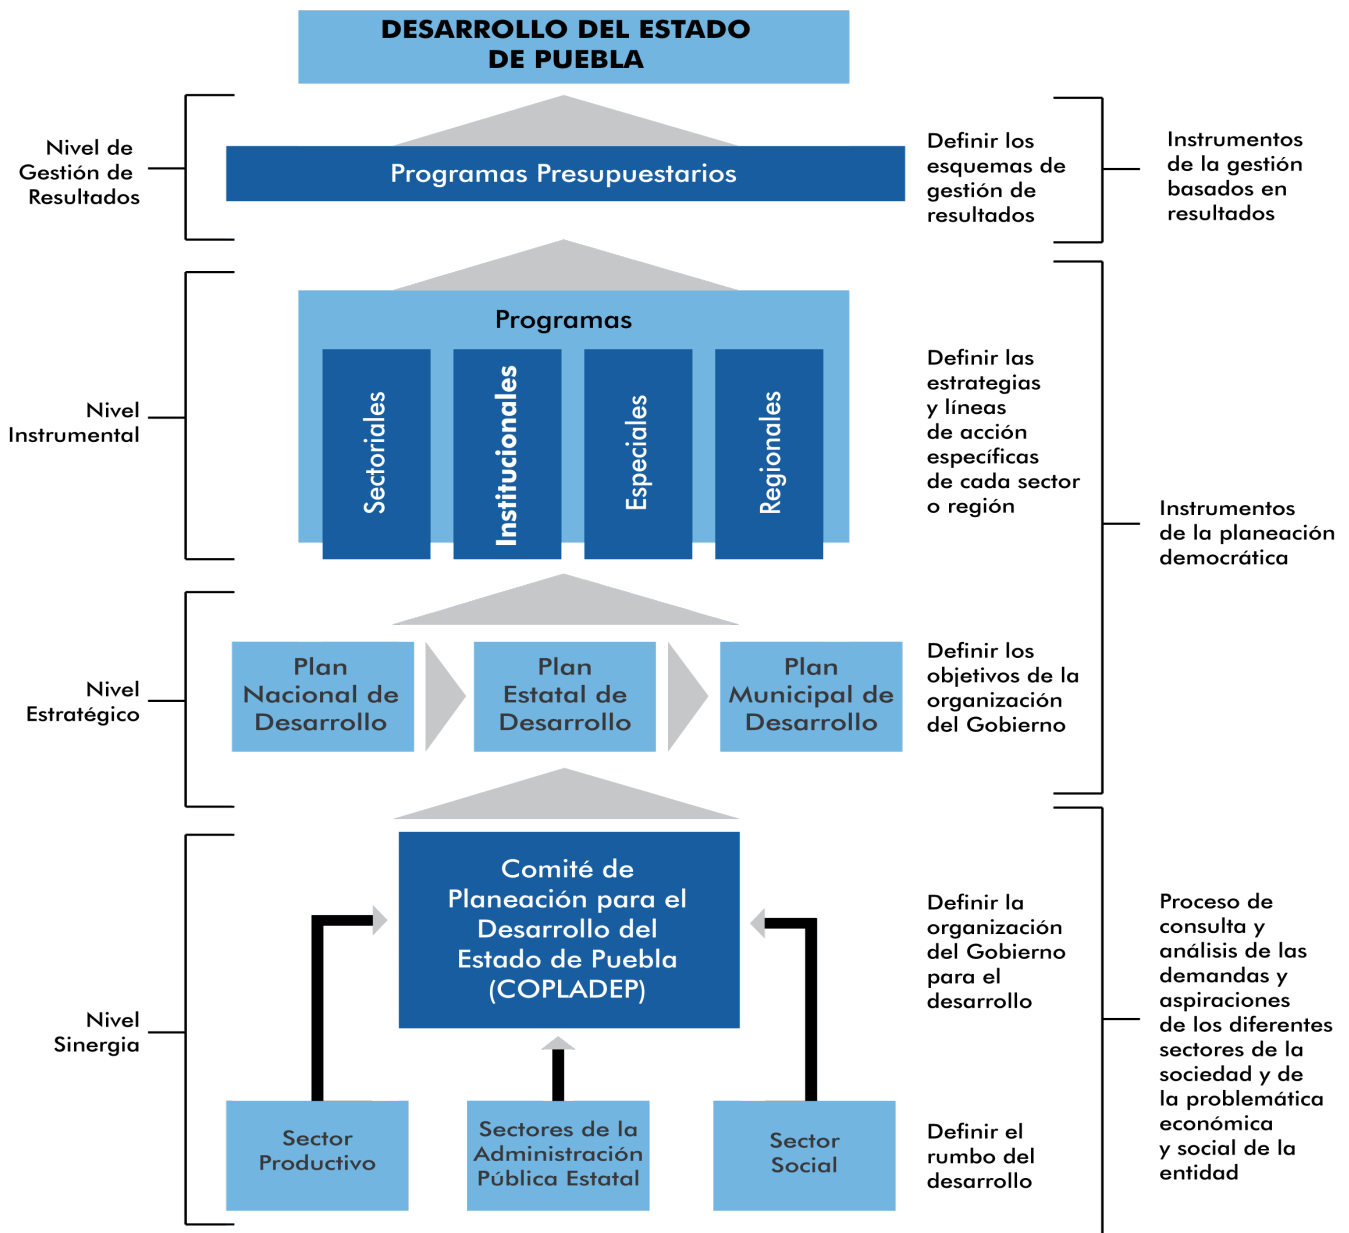 DESARROLLO DEL ESTADO
DE PUEBLA
Nivel de
Gestión de
Resultados
Programas Presupuestarios
Definir los
esquemas de
gestión de
resultados
Instrumentos
de la gestión
basados en
resultados
Nivel
Instrumental
Programas
Sectoriales
Institucionales
Especiales
Regionales
Definir las
estrategias
y líneas
de acción
específicas
de cada sector
o región
Instrumentos
de la planeación
democrática
Nivel
Estratégico
Plan
Nacional de
Desarrollo
Plan
Estatal de
Desarrollo
Plan
Municipal de
Desarrollo
Definir los
objetivos de la
organización
del Gobierno
Nivel
Sinergia
Comité de
Planeación para el
Desarrollo del
Estado de Puebla
(COPLADEP)
Definir la
organización
del Gobierno
para el
desarrollo
Proceso de
consulta y
análisis de las
demandas y
aspiraciones
de los diferentes
sectores de la
sociedad y de
la problemática
económica
y social de la
entidad
Sector
Productivo
Sectores de la
Administración
Pública Estatal
Sector
Social
Definir el
rumbo del
desarrollo